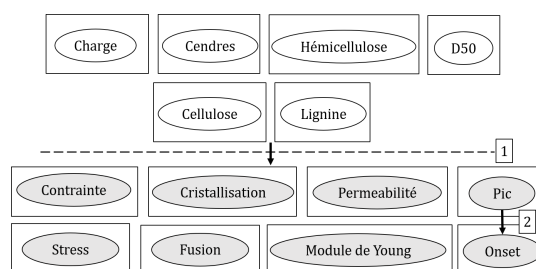 Charge Cendres Hémicellulose D50
Cellulose Lignine
1
Contrainte Cristallisation Permeabilité Pic
2
Stress Fusion Module de Young Onset